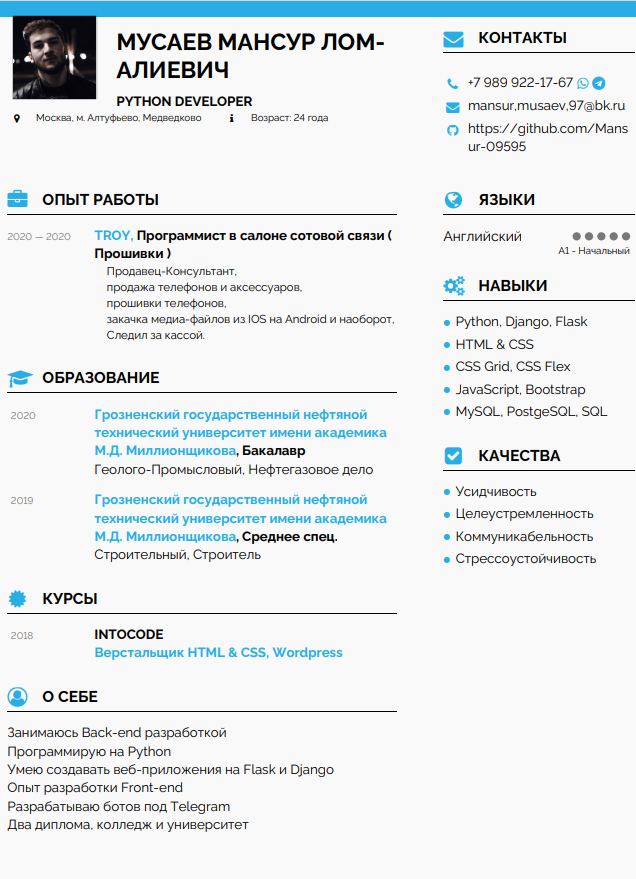 МУСАЕВ МАНСУР ЛОМ-
АЛИЕВИЧ
PYTHON DEVELOPER
Москва, м. Алтуфьево, Медведково
Возраст: 24 года
ОПЫТ РАБОТЫ
2020 — 2020
TROY, Программист в салоне сотовой связи (
Прошивки )
Продавец-Консультант,
продажа телефонов и аксессуаров,
прошивки телефонов,
закачка медиа-файлов из IOS на Android и наоборот,
Следил за кассой.
ОБРАЗОВАНИЕ
2020
Грозненский государственный нефтяной
технический университет имени академика
М.Д. Миллионщикова, Бакалавр
Геолого-Промысловый, Нефтегазовое дело
2019
Грозненский государственный нефтяной
технический университет имени академика
М.Д. Миллионщикова, Среднее спец.
Строительный, Строитель
КУРСЫ
2018
INTOCODE
Верстальщик HTML & CSS, Wordpress
О СЕБЕ
Занимаюсь Back-end разработкой
Программирую на Python
Умею создавать веб-приложения на Flask и Django
Опыт разработки Front-end
Разрабатываю ботов под Telegram
Два диплома, колледж и университет
КОНТАКТЫ
+7 989 922-17-67
mansur,musaev,97@bk.ru
https://github.com/Mans
ur-09595
ЯЗЫКИ
Английский
A1 - Начальный
НАВЫКИ
Python, Django, Flask
HTML & CSS
CSS Grid, CSS Flex
JavaScript, Bootstrap
MySQL, PostgeSQL, SQL
КАЧЕСТВА
Усидчивость
Целеустремленность
Коммуникабельность
Стрессоустойчивость